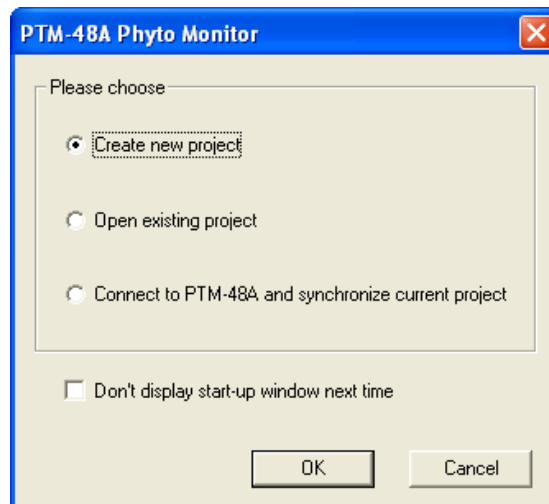 PTM-48A Phyto Monitor
Please choose
Create new project
Open existing project
Connect to PTM-48A and synchronize current project
Don't display start-up window next time
OK Cancel